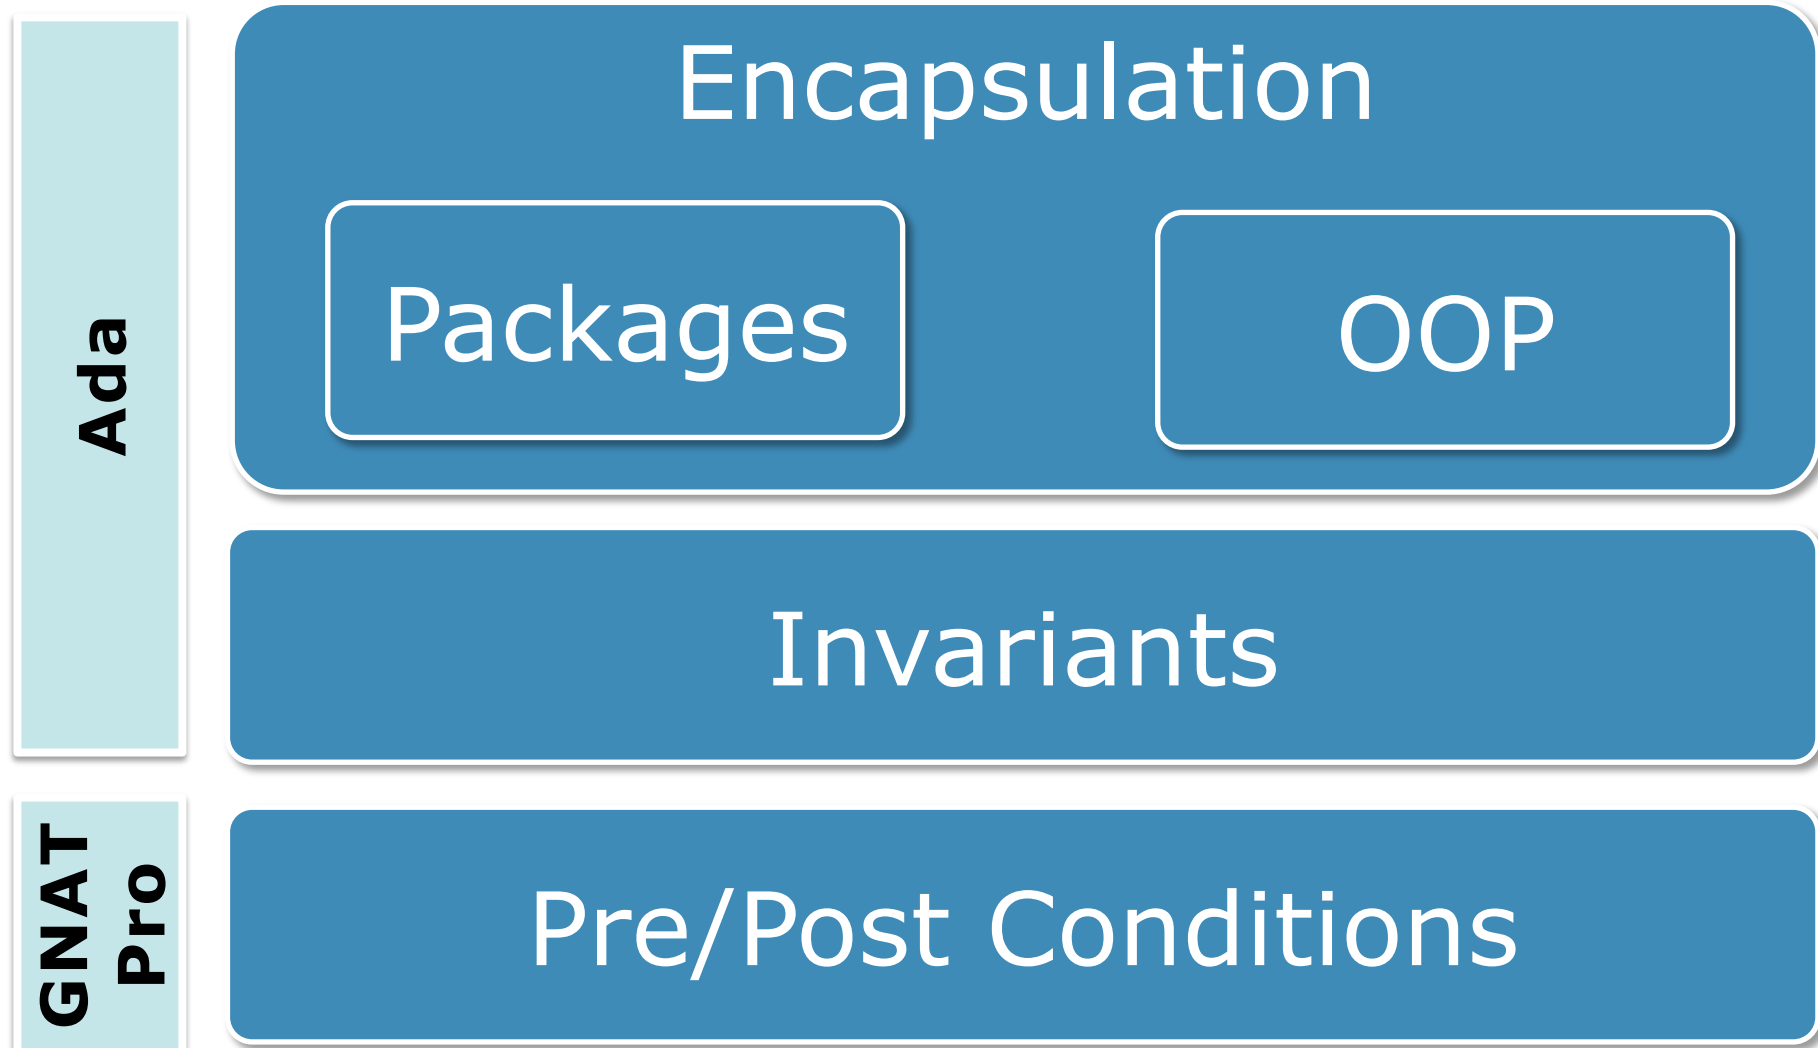 Ada
Encapsulation
Packages
OOP
Invariants
GNAT
Pro
Pre/Post Conditions